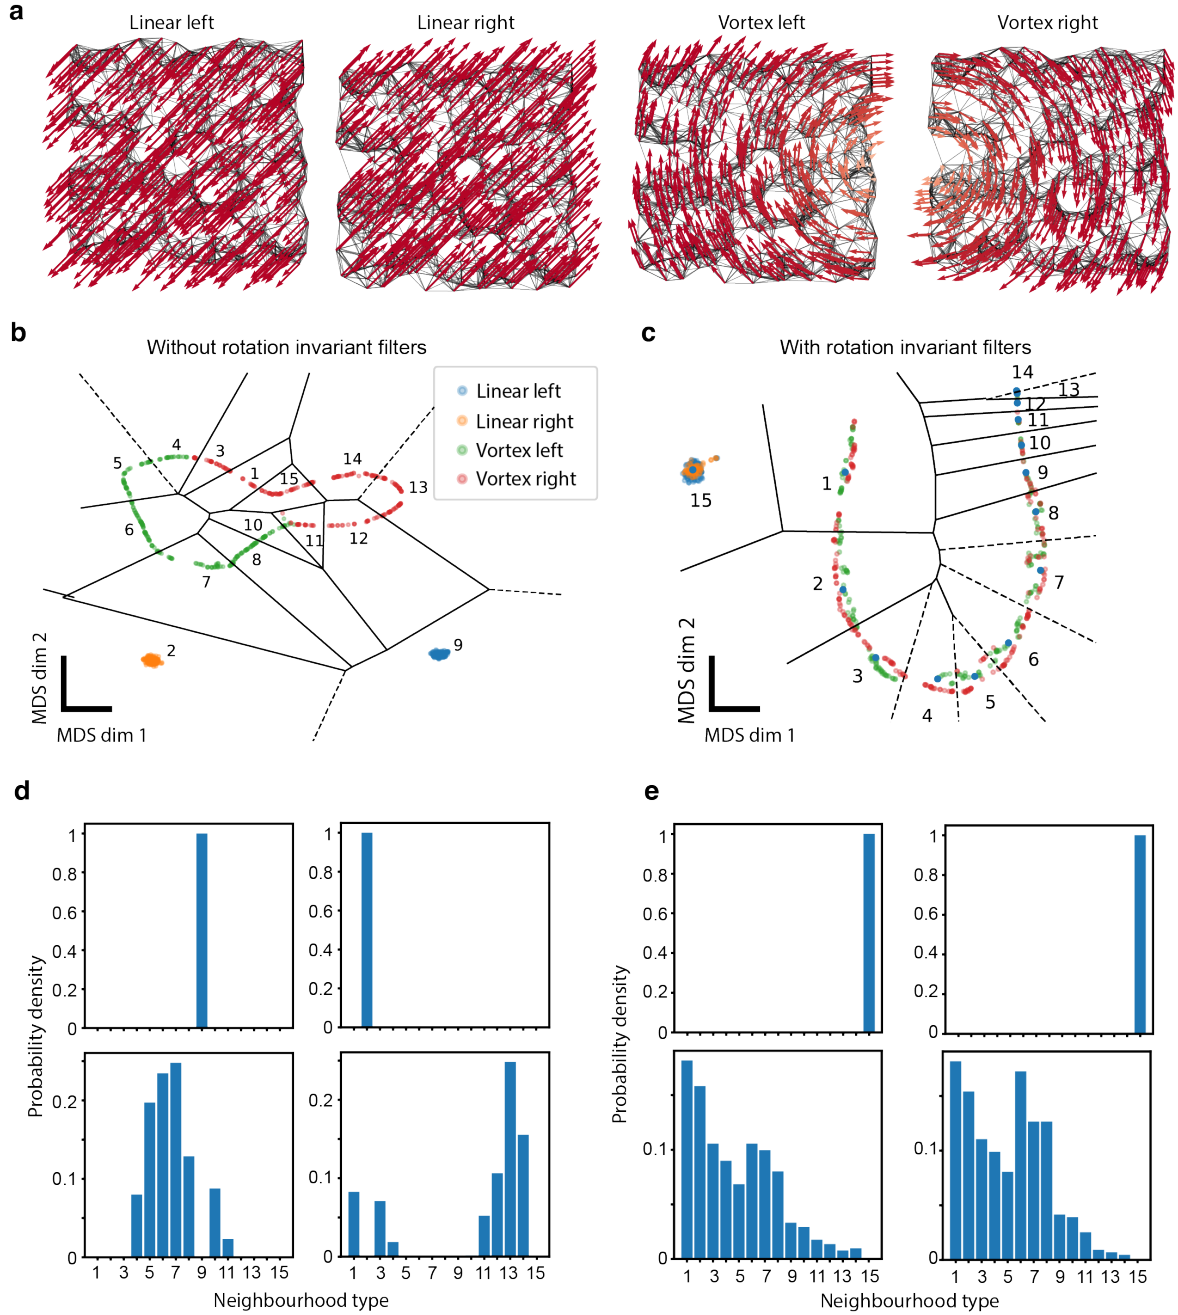 a
Linear left
Linear right
Vortex left
Vortex right
b
Without rotation invariant filters
Linear left
Linear right
Vortex left
Vortex right
4
3
5
1
15
14
13
6
10
11
12
8
7
2
9
MDS dim 2
MDS dim 1
c
With rotation invariant filters
14
13
12
11
10
9
8
7
6
5
4
3
2
1
15
MDS dim 2
MDS dim 1
d
Probability density
1
0.8
0.6
0.4
0.2
0
1
0.8
0.6
0.4
0.2
0
0.2
0.1
0
1 3 5 7 9 11 13 15
0.2
0.1
0
1 3 5 7 9 11 13 15
Neighbourhood type
e
Probability density
1
0.8
0.6
0.4
0.2
0
1
0.8
0.6
0.4
0.2
0
0.1
0
1 3 5 7 9 11 13 15
0.1
0
1 3 5 7 9 11 13 15
Neighbourhood type